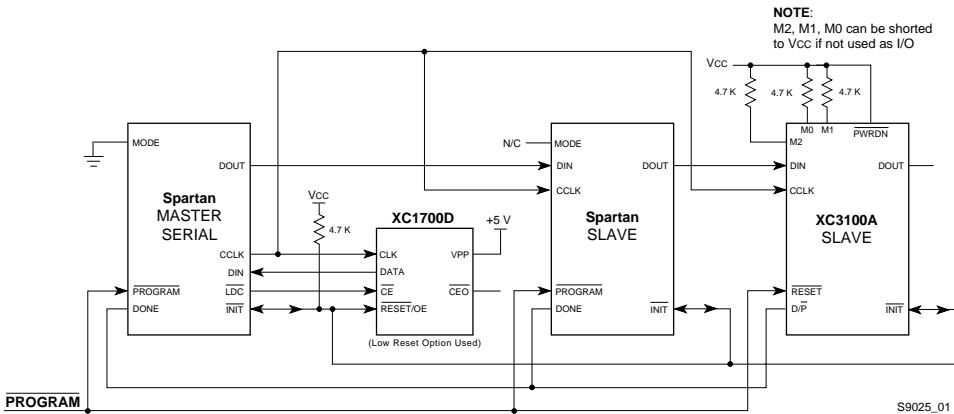 NOTE:
M2, M1, M0 can be shorted
to VCC if not used as I/O
VCC
4.7 K
4.7 K
4.7 K
M0
M1
PWRDN
M2
MODE
DOUT
Spartan
MASTER
SERIAL
CCLK
DIN
LDC
INIT
PROGRAM
DONE
VCC
4.7 K
XC1700D
+5 V
CLK
VPP
DATA
CE
CEO
RESET/OE
(Low Reset Option Used)
N/C
MODE
DIN
DOUT
CCLK
Spartan
SLAVE
PROGRAM
DONE
INIT
DIN
DOUT
CCLK
XC3100A
SLAVE
RESET
D/P
INIT
PROGRAM
S9025_01